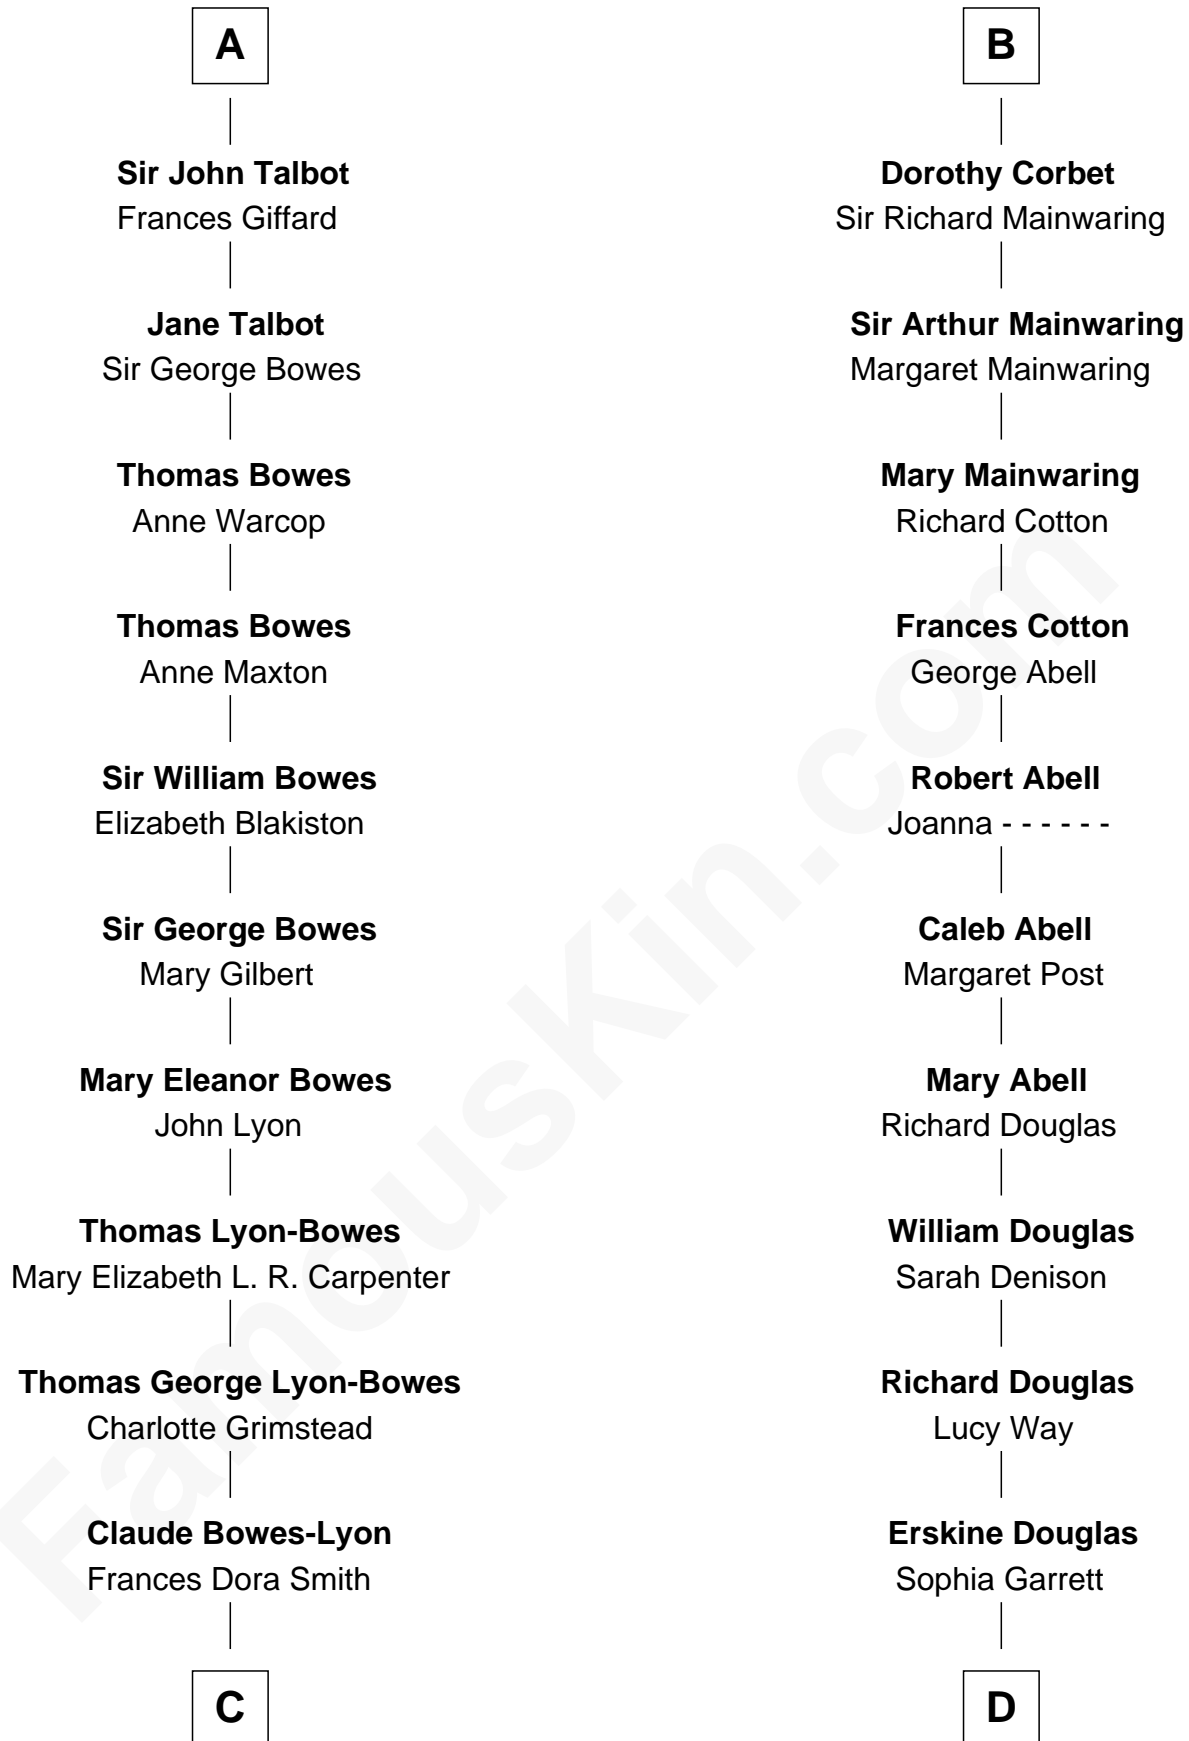 A
Sir John Talbot
Frances Giffard
Jane Talbot
Sir George Bowes
Thomas Bowes
Anne Warcop
Thomas Bowes
Anne Maxton
Sir William Bowes
Elizabeth Blakiston
Sir George Bowes
Mary Gilbert
Mary Eleanor Bowes
John Lyon
Thomas Lyon-Bowes
Mary Elizabeth L. R. Carpenter
Thomas George Lyon-Bowes
Charlotte Grimstead
Claude Bowes-Lyon
Frances Dora Smith
C
B
Dorothy Corbet
Sir Richard Mainwaring
Sir Arthur Mainwaring
Margaret Mainwaring
Mary Mainwaring
Richard Cotton
Frances Cotton
George Abell
Robert Abell
Joanna - - - - - -
Caleb Abell
Margaret Post
Mary Abell
Richard Douglas
William Douglas
Sarah Denison
Richard Douglas
Lucy Way
Erskine Douglas
Sophia Garrett
D
FamousKin.com